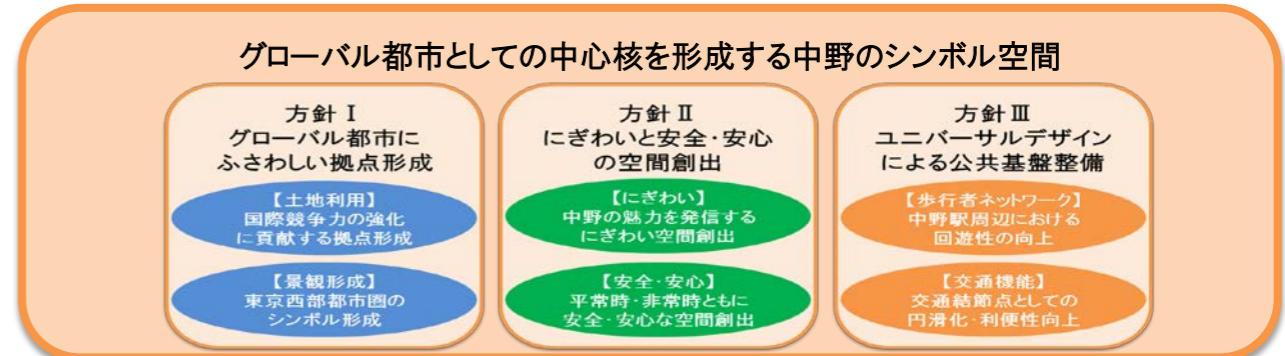 グローバル都市としての中心核を形成する中野のシンボル空間
方針Ⅰ
グローバル都市に
ふさわしい拠点形成
【土地利用】
国際競争力の強化
に貢献する拠点形成
【景観形成】
東京西部都市圏の
シンボル形成
方針Ⅱ
にぎわいと安全・安心
の空間創出
【にぎわい】
中野の魅力を発信する
にぎわい空間創出
【安全・安心】
平常時・非常時ともに
安全・安心な空間創出
方針Ⅲ
ユニバーサルデザイン
による公共基盤整備
【歩行者ネットワーク】
中野駅周辺における
回遊性の向上
【交通機能】
交通結節点としての
円滑化・利便性向上